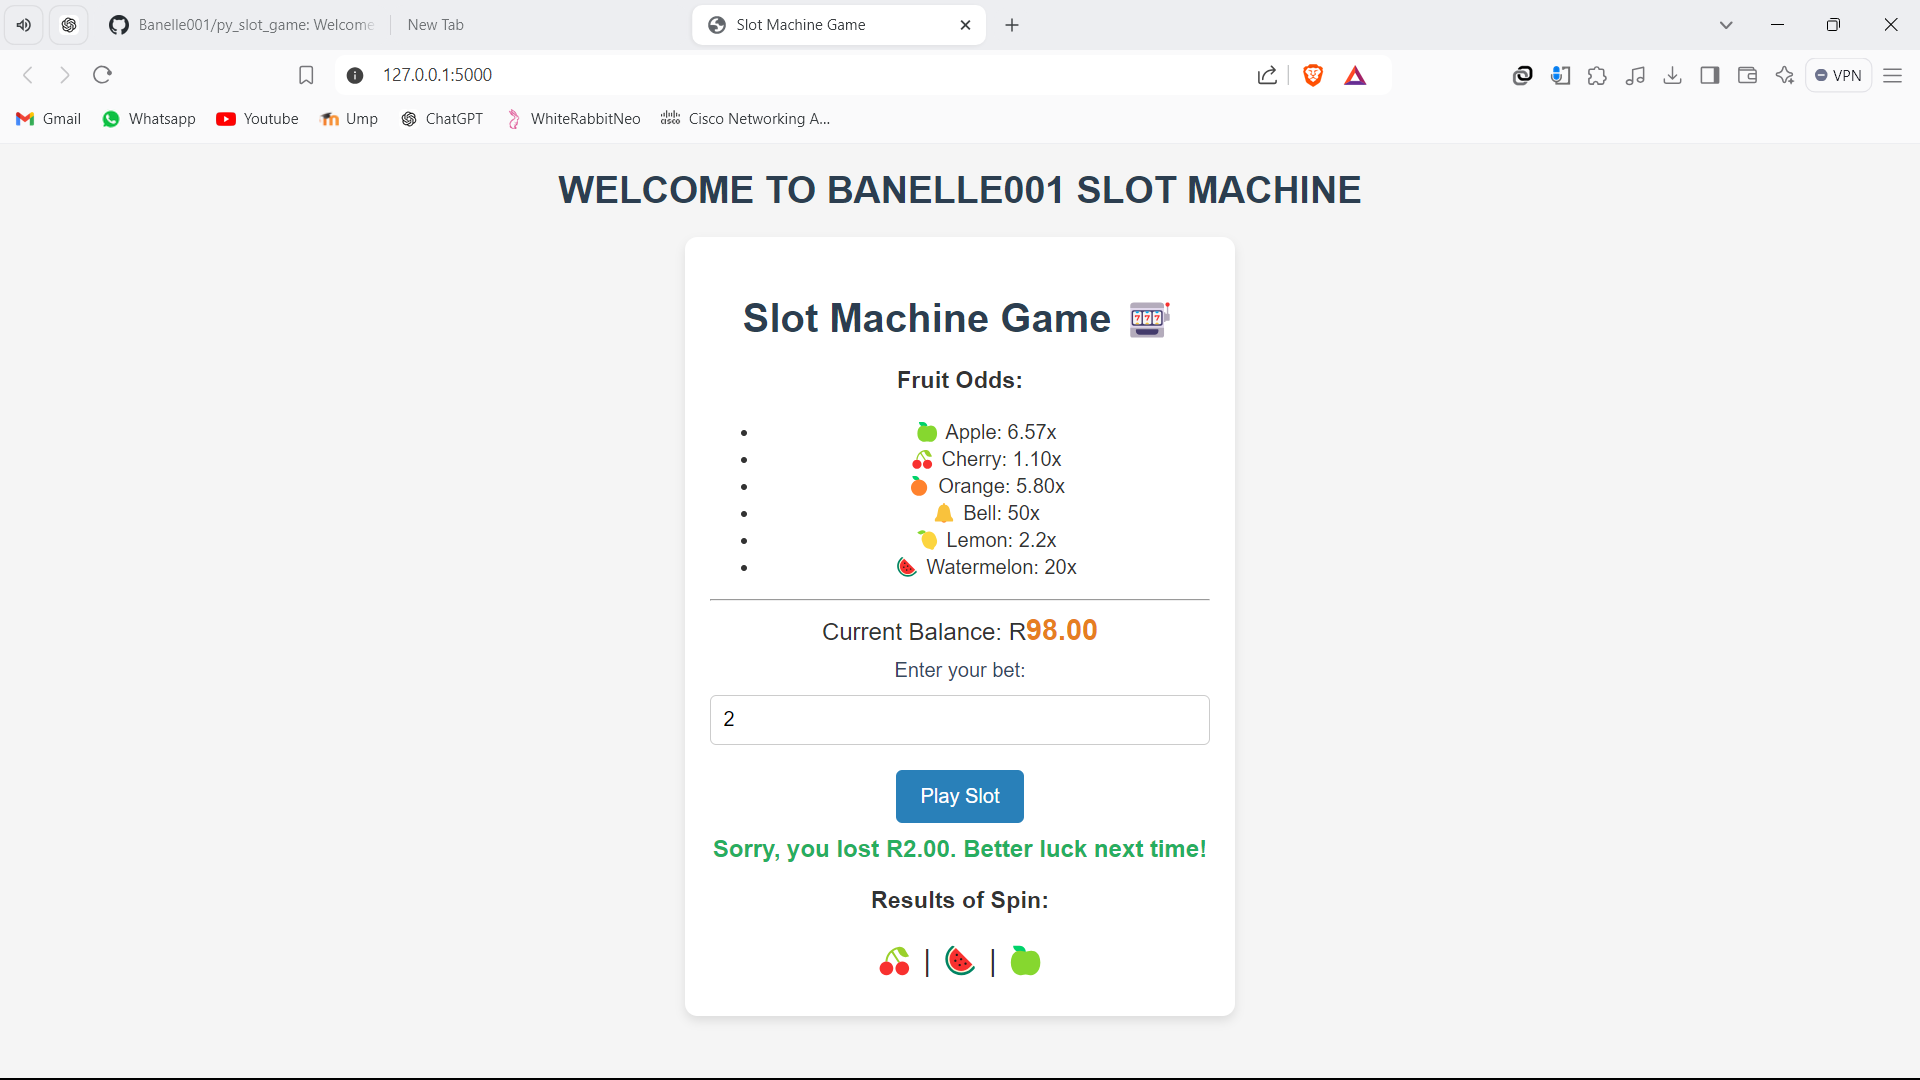 Banelle001/py_slot_game: Welcome
New Tab
Slot Machine Game
127.0.0.1:5000
VPN
Gmail
Whatsapp
Youtube
Ump
ChatGPT
WhiteRabbitNeo
Cisco Networking A...
WELCOME TO BANELLE001 SLOT MACHINE
Slot Machine Game
Fruit Odds:
Apple: 6.57x
Cherry: 1.10x
Orange: 5.80x
Bell: 50x
Lemon: 2.2x
Watermelon: 20x
Current Balance: R98.00
Enter your bet:
2
Play Slot
Sorry, you lost R2.00. Better luck next time!
Results of Spin:
| |